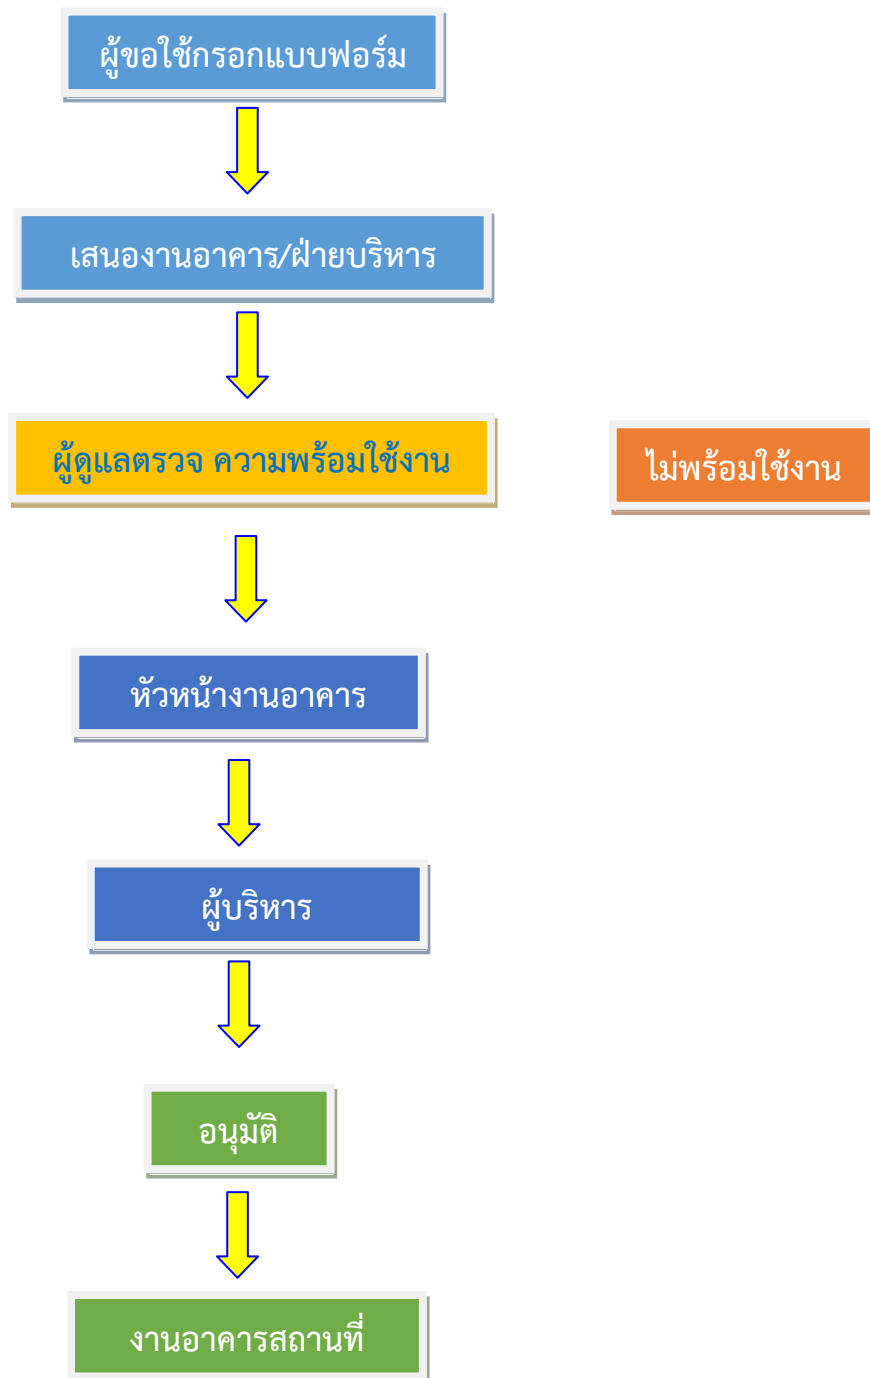 ผู้ขอใช้กรอกแบบฟอร์ม
เสนองานอาคาร/ฝ่ายบริหาร
ผู้ดูแลตรวจ ความพร้อมใช้งาน
ไม่พร้อมใช้งาน
หัวหน้างานอาคาร
ผู้บริหาร
อนุมัติ
งานอาคารสถานที่